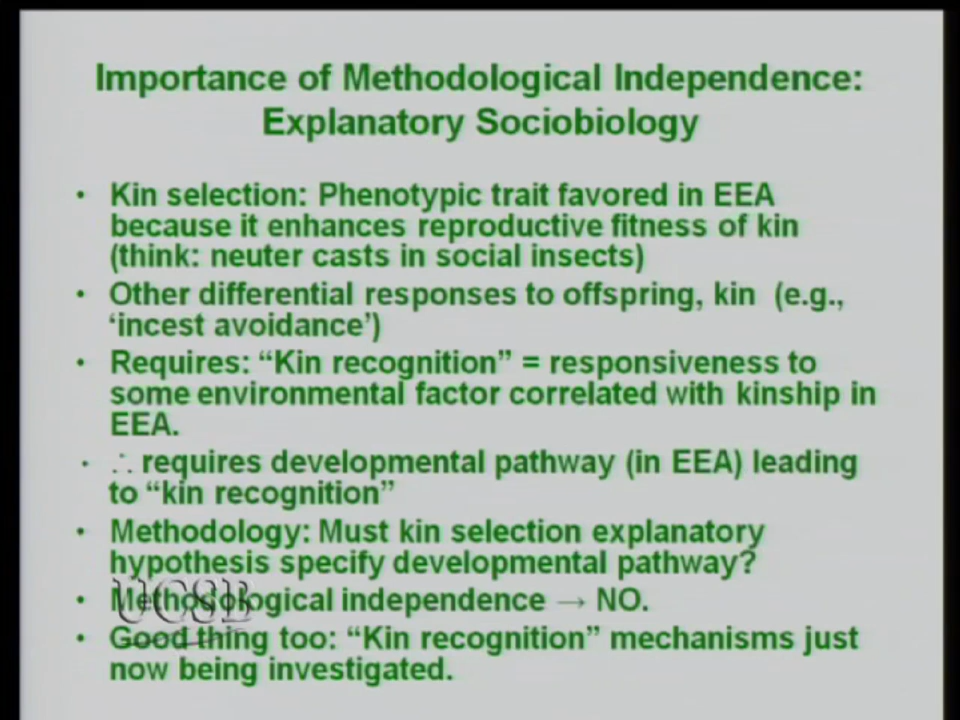 Importance of Methodological Independence:
Explanatory Sociobiology
• Kin selection: Phenotypic trait favored in EEA
because it enhances reproductive fitness of kin
(think: neuter casts in social insects)
• Other differential responses to offspring, kin (e.g.,
‘incest avoidance’)
• Requires: “Kin recognition” = responsiveness to
some environmental factor correlated with kinship in
EEA.
• ∴ requires developmental pathway (in EEA) leading
to “kin recognition”
• Methodology: Must kin selection explanatory
hypothesis specify developmental pathway?
• Methodological independence → NO.
UCSB
• Good thing too: “Kin recognition” mechanisms just
now being investigated.